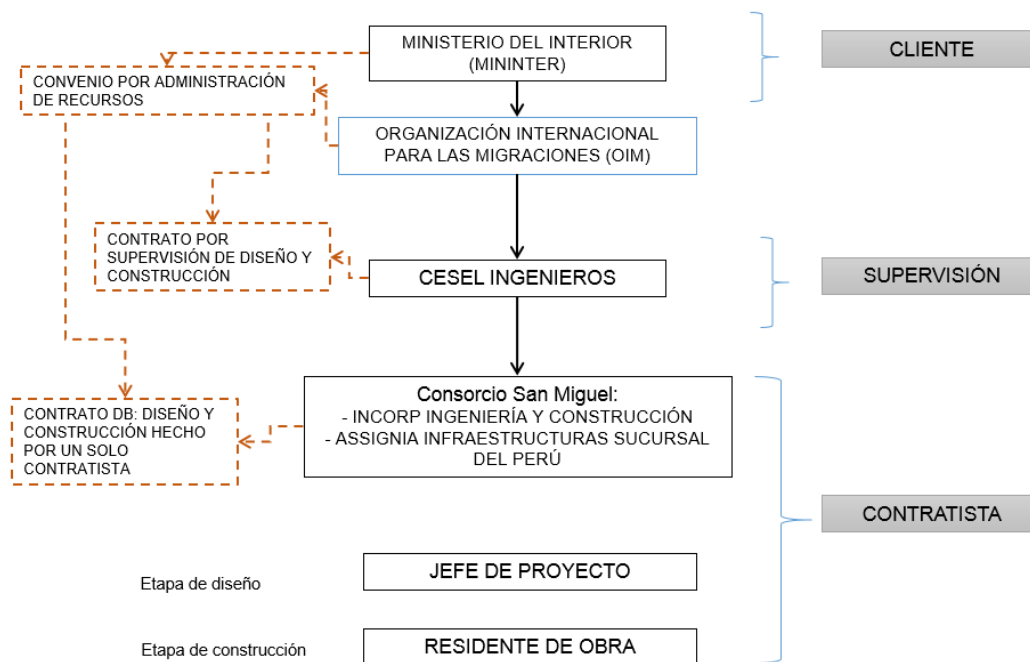 MINISTERIO DEL INTERIOR
(MININTER)
CLIENTE
CONVENIO POR ADMINISTRACIÓN
DE RECURSOS
ORGANIZACIÓN INTERNACIONAL
PARA LAS MIGRACIONES (OIM)
CONTRATO POR
SUPERVISIÓN DE DISEÑO Y
CONSTRUCCIÓN
CESEL INGENIEROS
SUPERVISIÓN
Consorcio San Miguel:
- INCORP INGENIERÍA Y CONSTRUCCIÓN
- ASSIGNIA INFRAESTRUCTURAS SUCURSAL
DEL PERÚ
CONTRATO DB: DISEÑO Y
CONSTRUCCIÓN HECHO
POR UN SOLO
CONTRATISTA
CONTRATISTA
Etapa de diseño
JEFE DE PROYECTO
Etapa de construcción
RESIDENTE DE OBRA